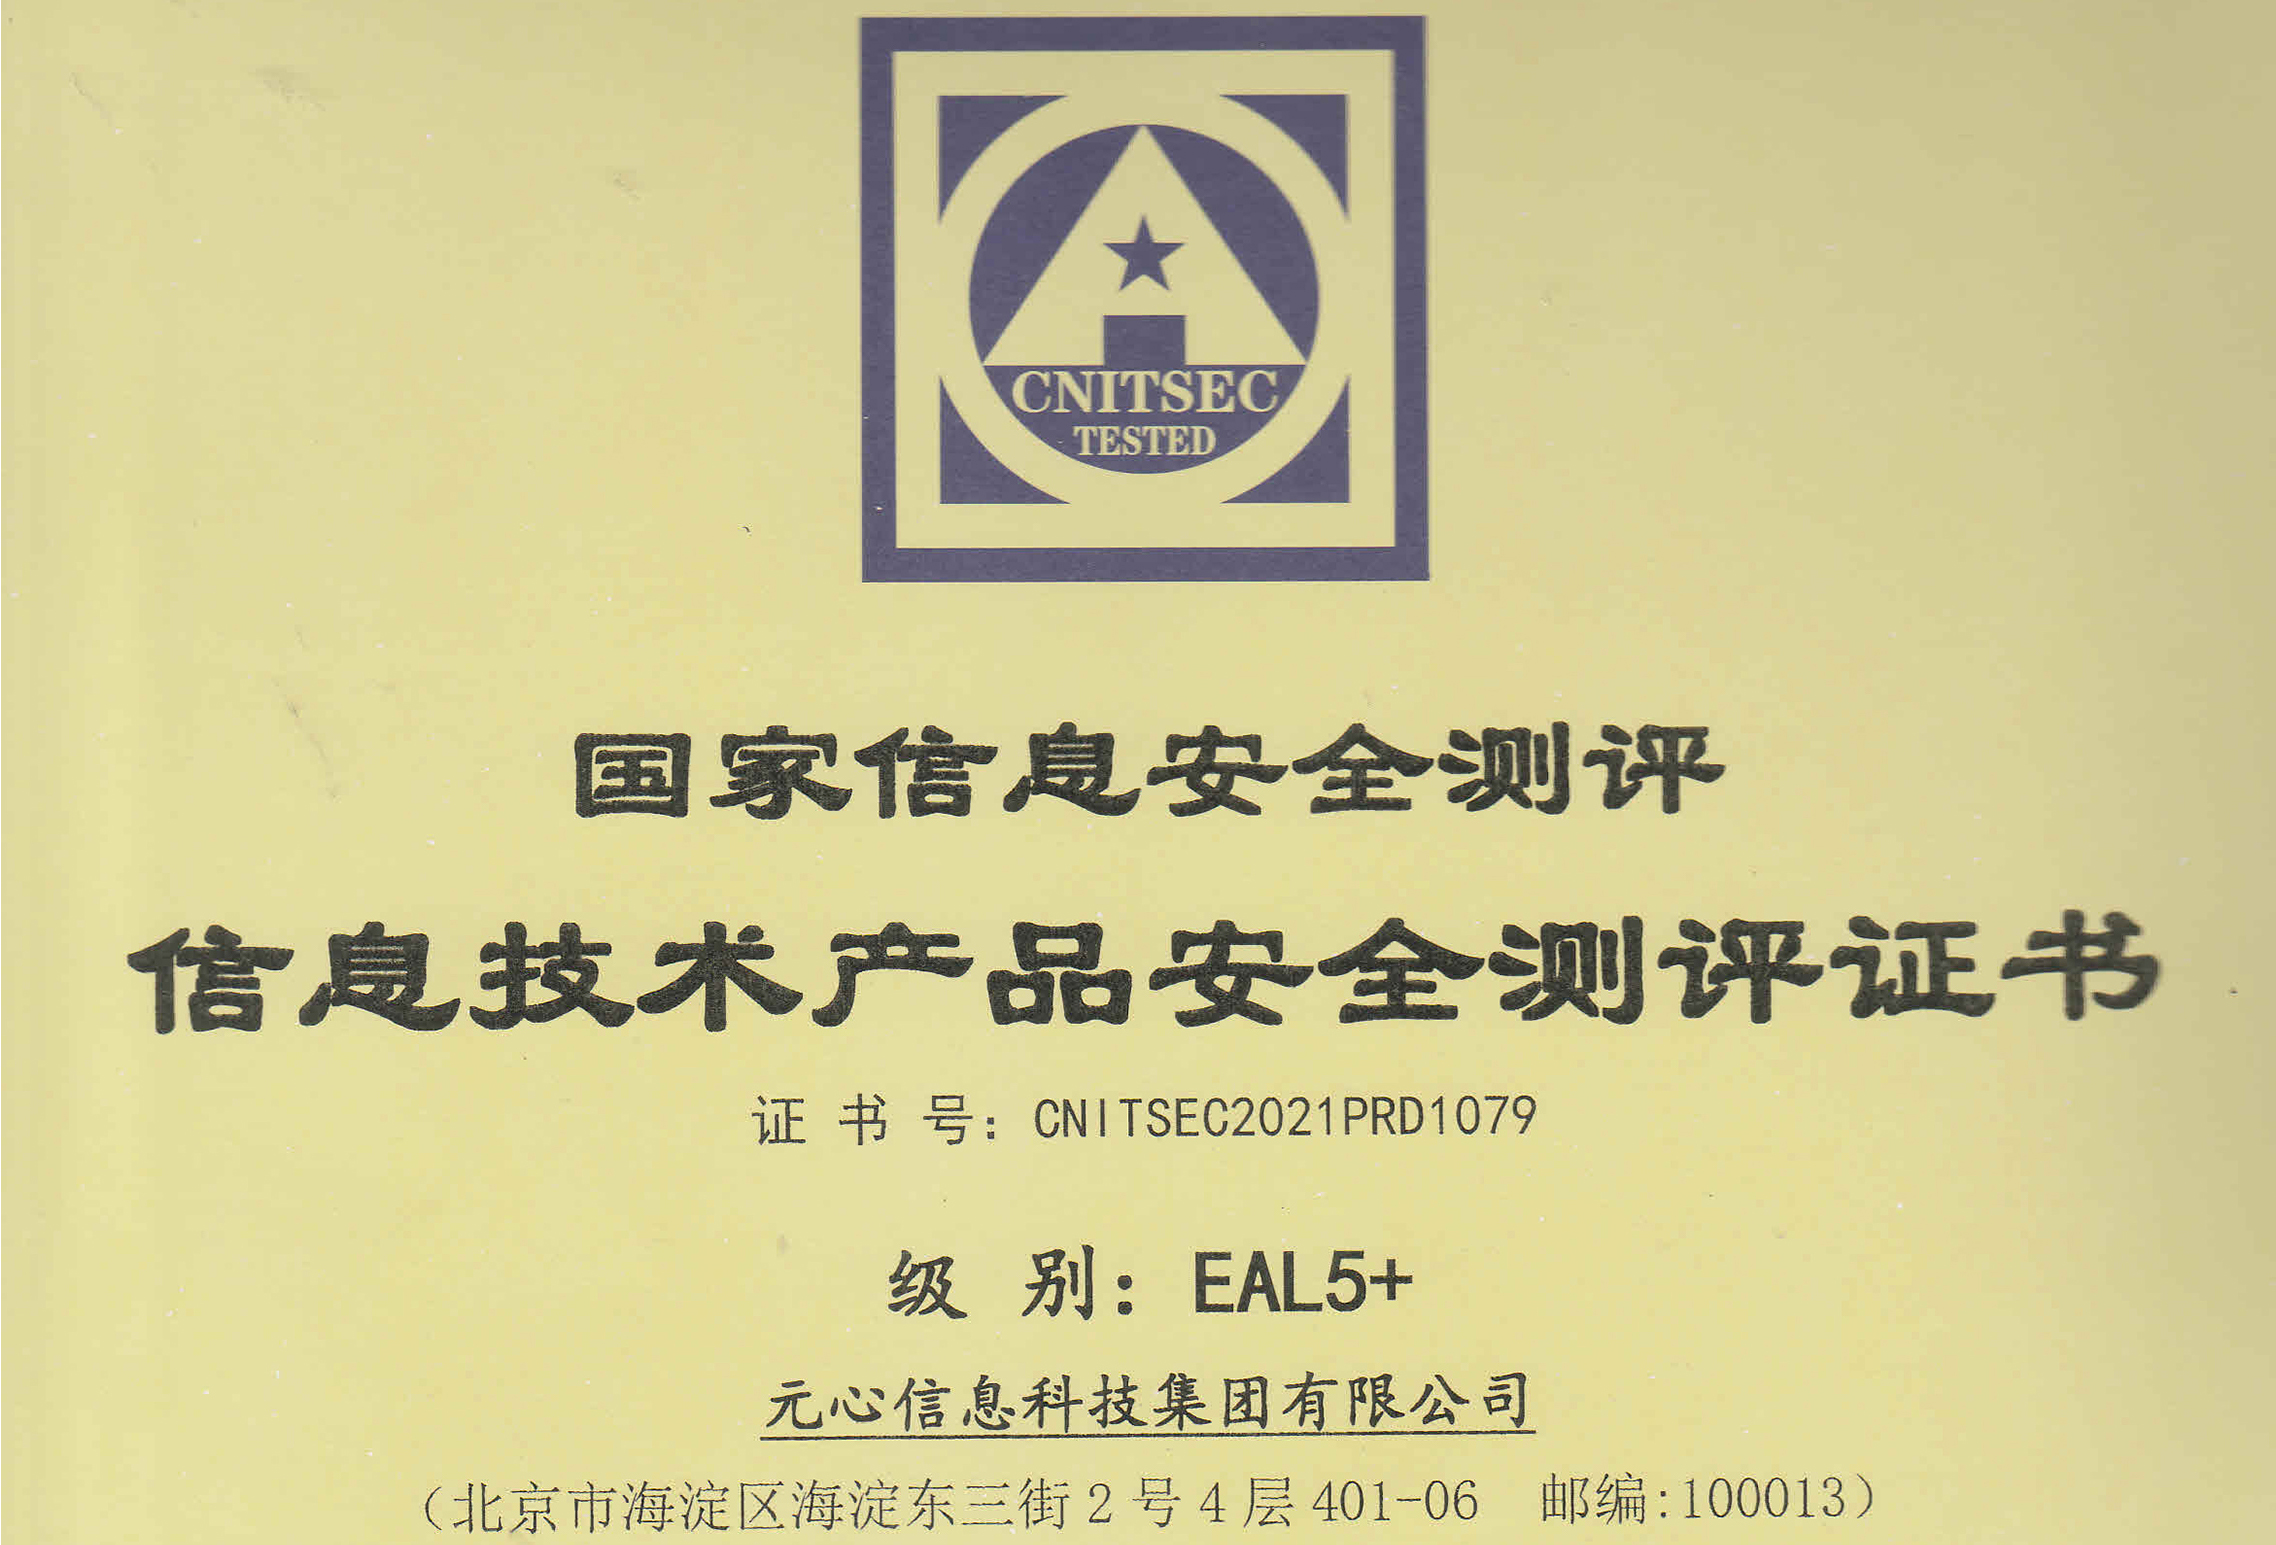 CNITSEC
TESTED
国家信息安全测评
信息技术产品安全测评证书
证 书 号：CNITSEC2021PRD1079
级 别：EAL5+
元心信息科技集团有限公司
（北京市海淀区海淀东三街2号4层401-06 邮编:100013）